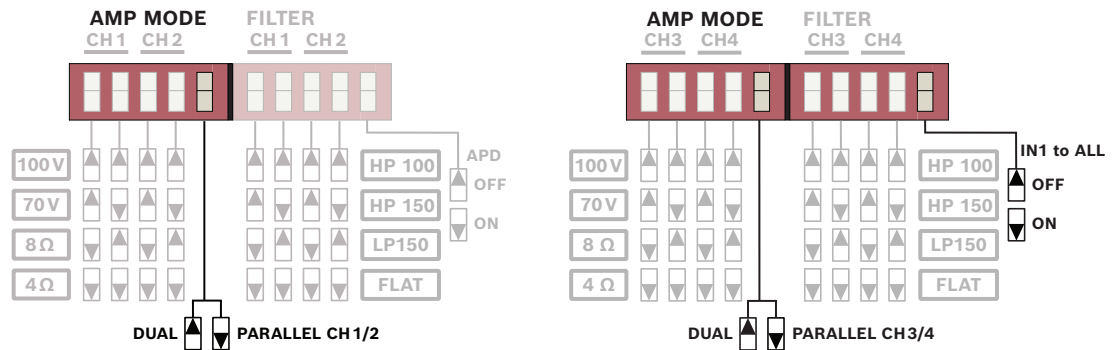 AMP MODE FILTER
CH 1 CH 2 CH 1 CH 2
100 V HP 100 APD
OFF
70 V HP 150
ON
8 Ω LP150
4 Ω FLAT
DUAL PARALLEL CH 1/2
AMP MODE FILTER
CH3 CH4 CH3 CH4
100 V HP 100 IN1 to ALL
OFF
70 V HP 150
ON
8 Ω LP150
4 Ω FLAT
DUAL PARALLEL CH 3/4